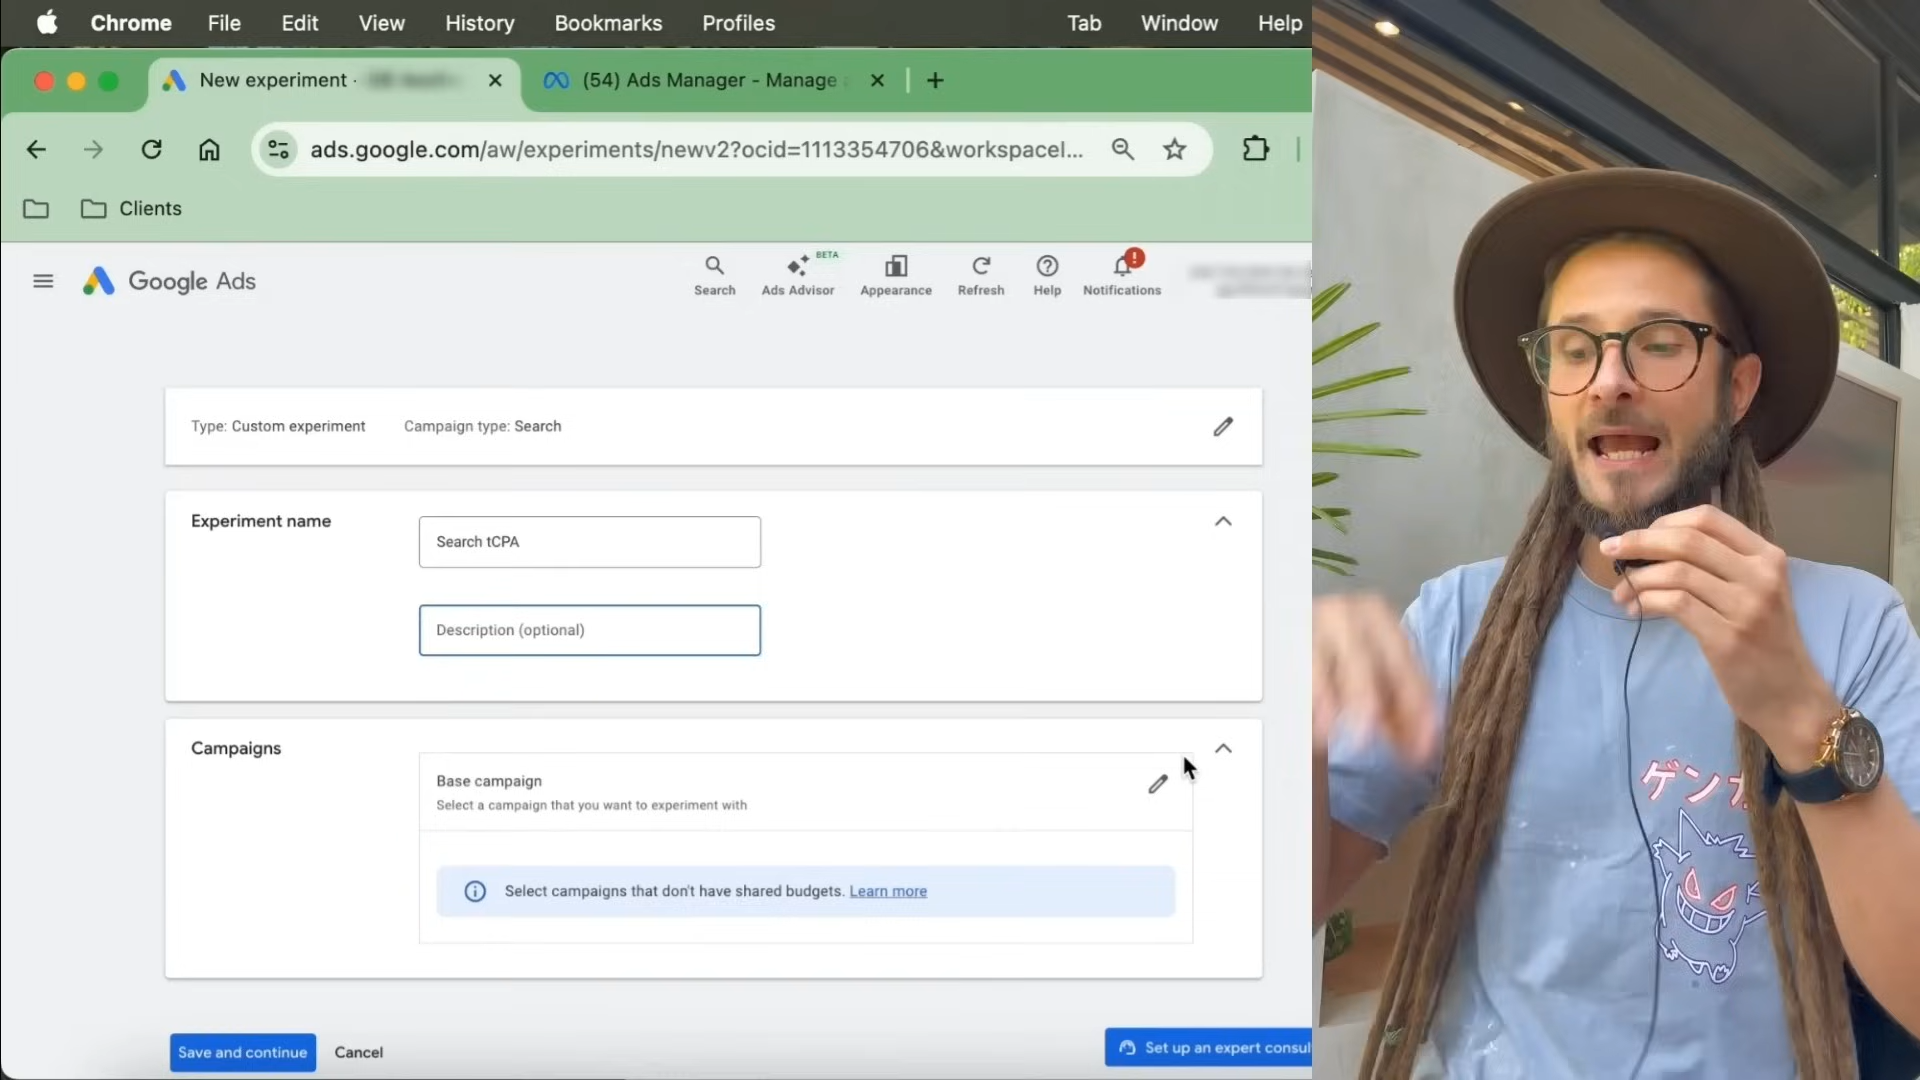 Chrome File Edit View History Bookmarks Profiles Tab Window Help
New experiment ·
(54) Ads Manager - Manage
ads.google.com/aw/experiments/newv2?ocid=1113354706&workspaceI...
Clients
Google Ads
Search
BETA
Ads Advisor
Appearance
Refresh
Help
Notifications
Type: Custom experiment Campaign type: Search
Experiment name
Search tCPA
Description (optional)
Campaigns
Base campaign
Select a campaign that you want to experiment with
Select campaigns that don't have shared budgets. Learn more
Save and continue
Cancel
Set up an expert consul
ゲン